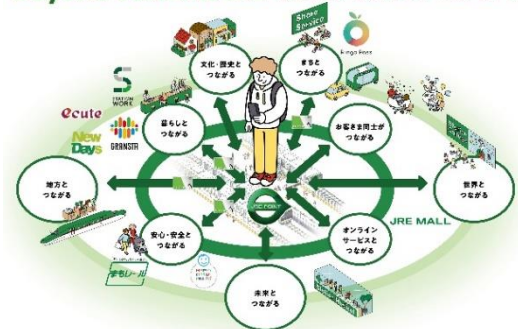 Share
Service
Ringo Pass
文化・歴史と
つながる
まちと
つながる
STATION
WORK
ecute
New
Days
GRANSTA
暮らしと
つながる
お客さま同士が
つながる
地方と
つながる
世界と
つながる
JRE POINT
JRE MALL
安心・安全と
つながる
オンライン
サービスと
つながる
まもレール
未来と
つながる